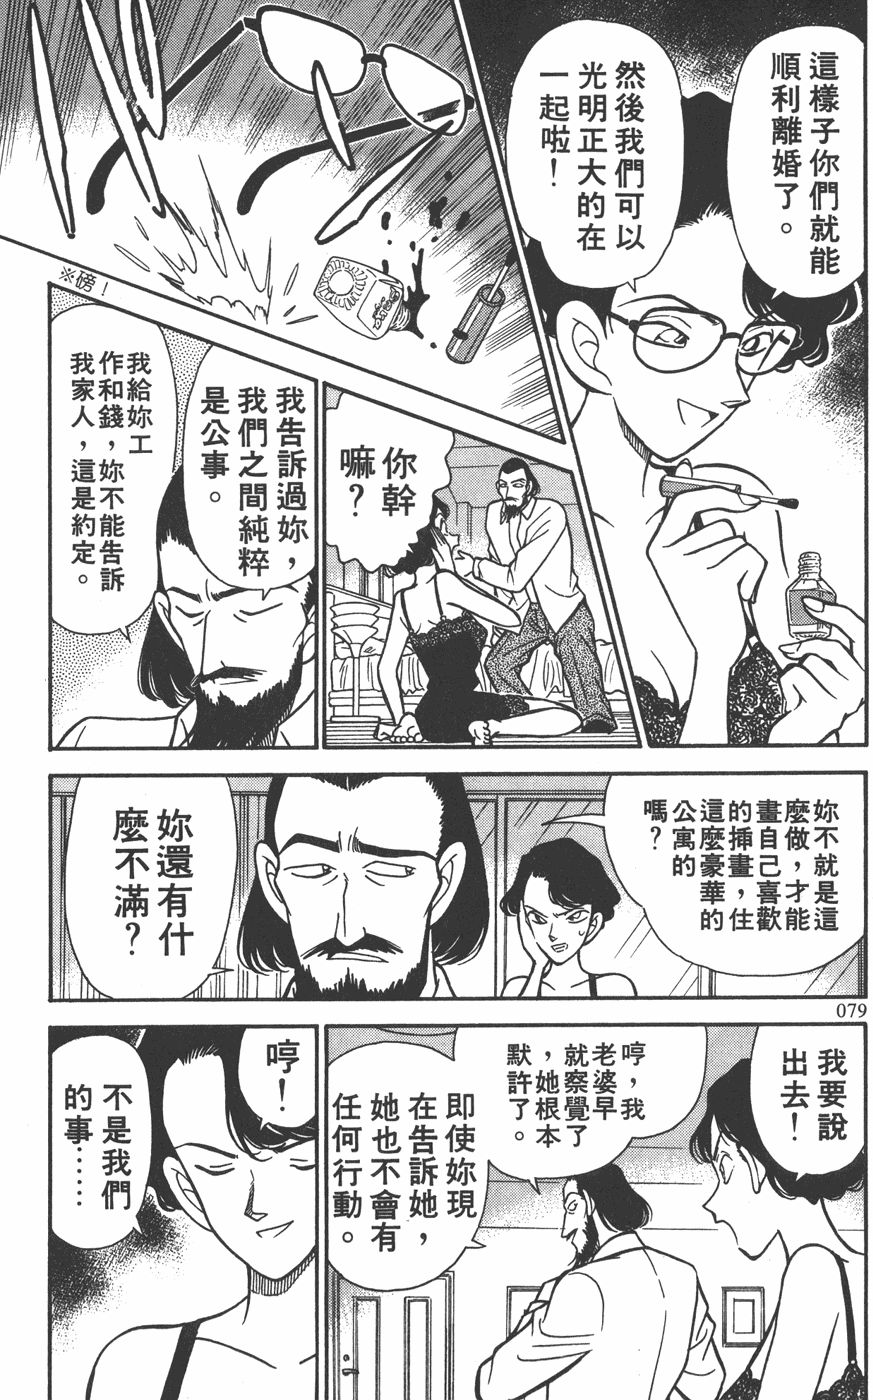 這樣子你們就能
順利離婚了。
然後我們可以
光明正大的在
一起啦！
※磅！
你幹
嘛？
我告訴過妳，
我們之間純粹
是公事。
我給妳工
作和錢，妳不能告訴
我家人，這是約定。
妳不就是這
麼做，才能
畫自己喜歡
的插畫，住
這麼豪華的
公寓的
嗎？
妳還有什
麼不滿？
079
我要說
出去！
哼，我
老婆早
就察覺了
，她根本
默許了。
即使妳現
在告訴她，
她也不會有
任何行動。
哼！
不是我們
的事……